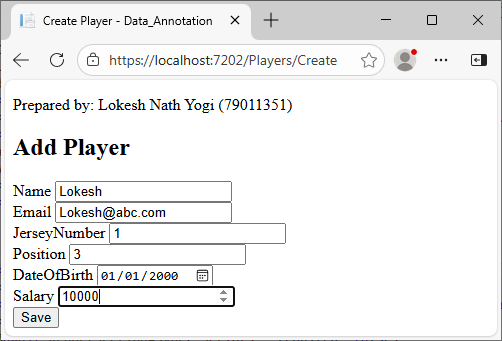 Create Player - Data_Annotation
https://localhost:7202/Players/Create
Prepared by: Lokesh Nath Yogi (79011351)
Add Player
Name Lokesh
Email Lokesh@abc.com
JerseyNumber 1
Position 3
DateOfBirth 01/01/2000
Salary 10000
Save